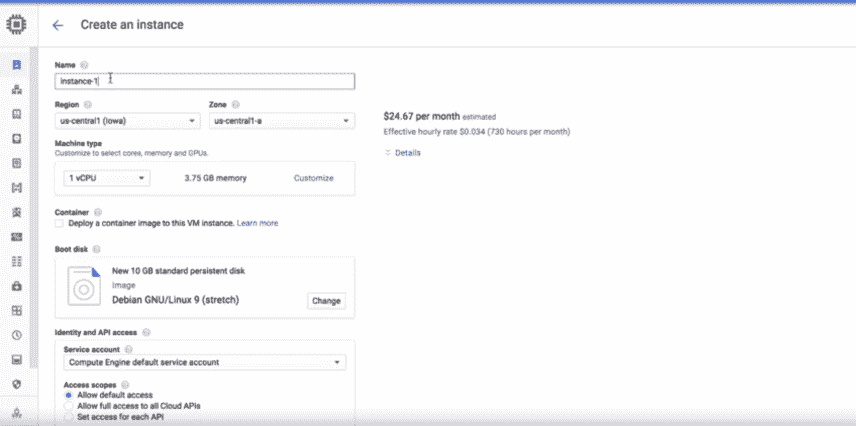 Create an instance
Name
instance-1
Region
Zone
us-central1 (Iowa)
us-central1-a
Machine type
Customize to select cores, memory and GPUs.
1 vCPU
3.75 GB memory
Customize
Container
Deploy a container image to this VM instance. Learn more
Boot disk
New 10 GB standard persistent disk
Image
Debian GNU/Linux 9 (stretch)
Change
Identity and API access
Service account
Compute Engine default service account
Access scopes
Allow default access
Allow full access to all Cloud APIs
Set access for each API
$24.67 per month estimated
Effective hourly rate $0.034 (730 hours per month)
Details